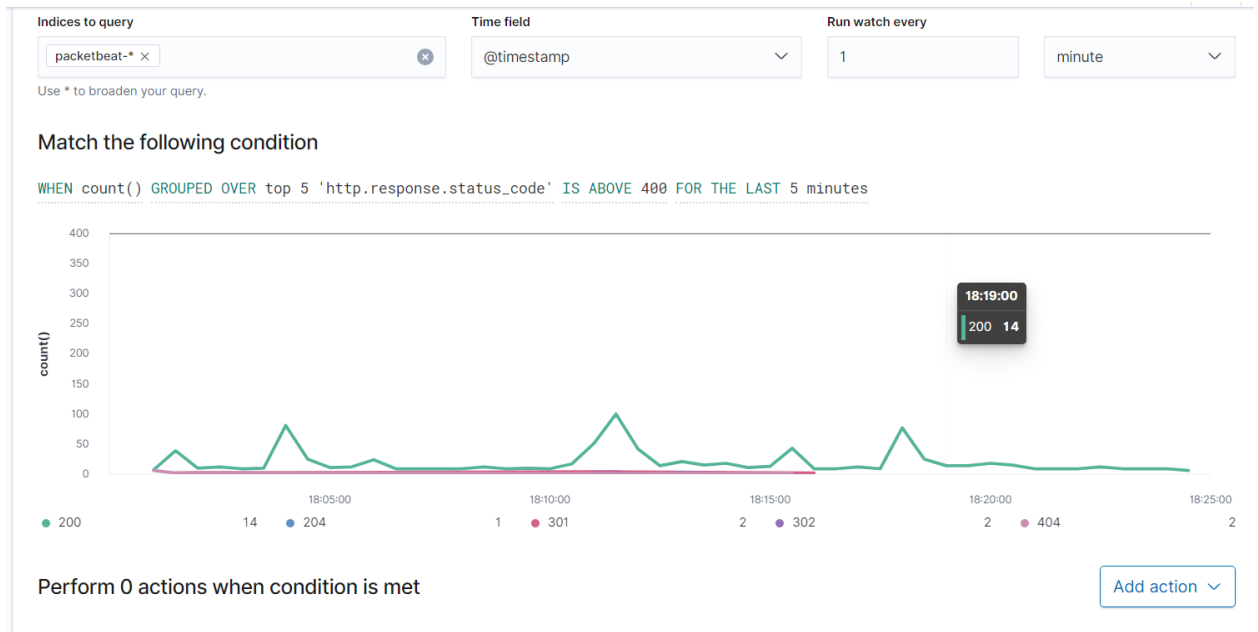 Indices to query
Time field
Run watch every
packetbeat-* ×
@timestamp
1
minute
Use * to broaden your query.
Match the following condition
WHEN count() GROUPED OVER top 5 'http.response.status_code' IS ABOVE 400 FOR THE LAST 5 minutes
400
350
300
250
200
150
100
50
0
count()
18:19:00
200 14
18:05:00 18:10:00 18:15:00 18:20:00 18:25:00
200 14 204 1 301 2 302 2 404 2
Perform 0 actions when condition is met
Add action